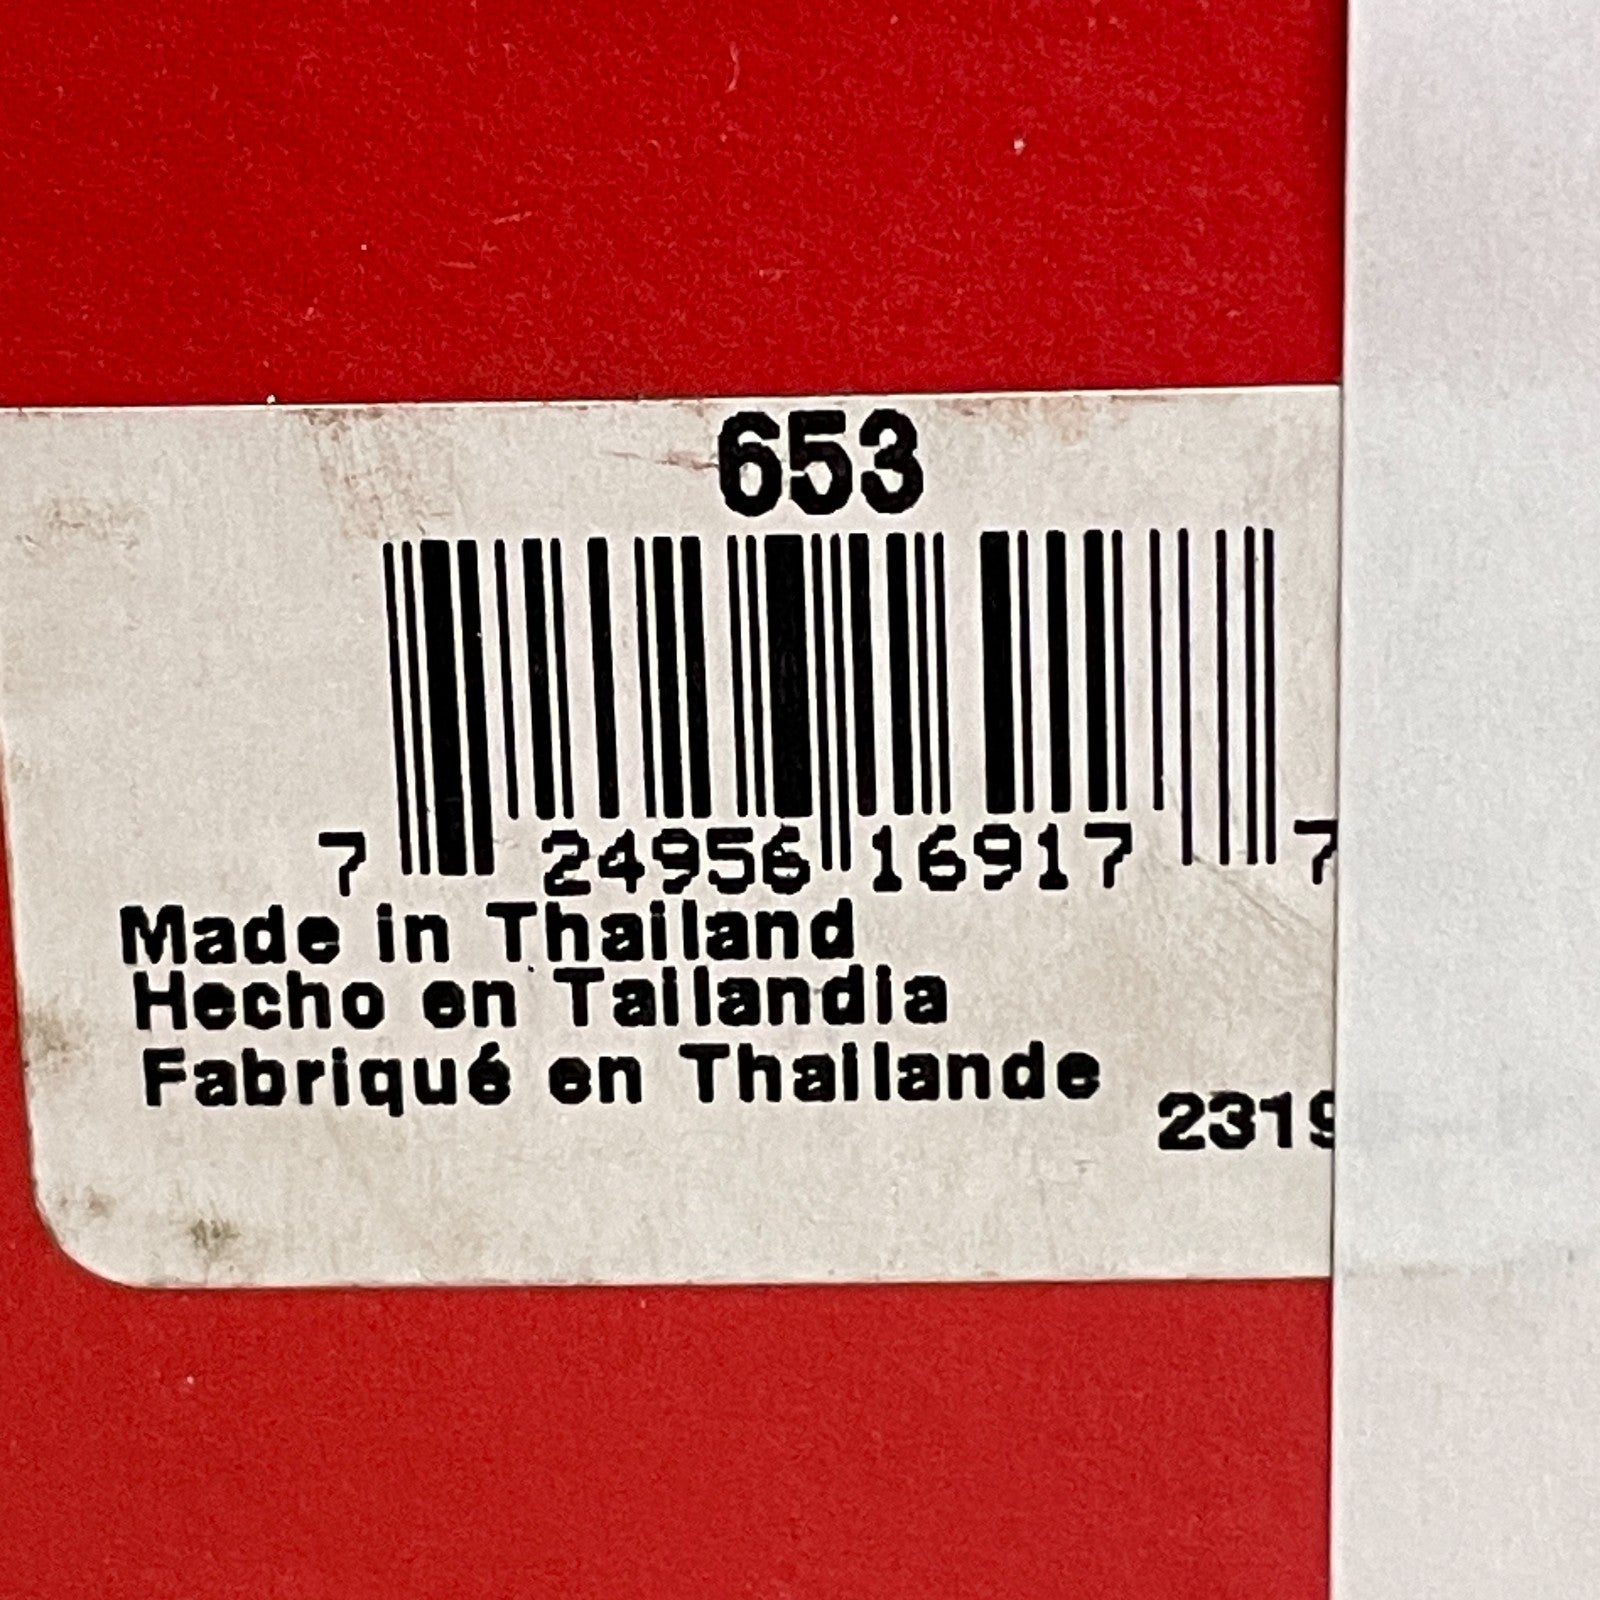 653
7 24956 16917 7
Made in Thailand
Hecho en Tailandia
Fabriqué en Thailande
2319